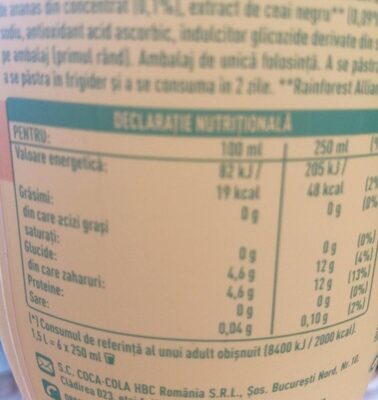 de ananas din concentrat (0,1%), extract de ceai negru** (0,09%
sodiu, antioxidant acid ascorbic, îndulcitor glicozide derivate din s
pe ambalaj (primul rând). Ambalaj de unică folosință. A se păstr
a se păstra în frigider și a se consuma în 2 zile. **Rainforest Allian
DECLARAȚIE NUTRIȚIONALĂ
PENTRU: 100 ml 250 ml
Valoare energetică: 82 kJ/ 205 kJ/
19 kcal 48 kcal (2%
Grăsimi: 0 g 0 g (0%
din care acizi grași
saturați: 0 g 0 g (0%)
Glucide: 4,6 g 12 g (4%)
din care zaharuri: 4,6 g 12 g (13%)
Proteine: 0 g 0 g (0%)
Sare: 0,04 g 0,10 g (2%)
(*) Consumul de referință al unui adult obișnuit (8400 kJ / 2000 kcal).
1,5 L = 6 x 250 ml
S.C. COCA-COLA HBC România S.R.L., Șos. București Nord, Nr. 10,
Clădirea 023,